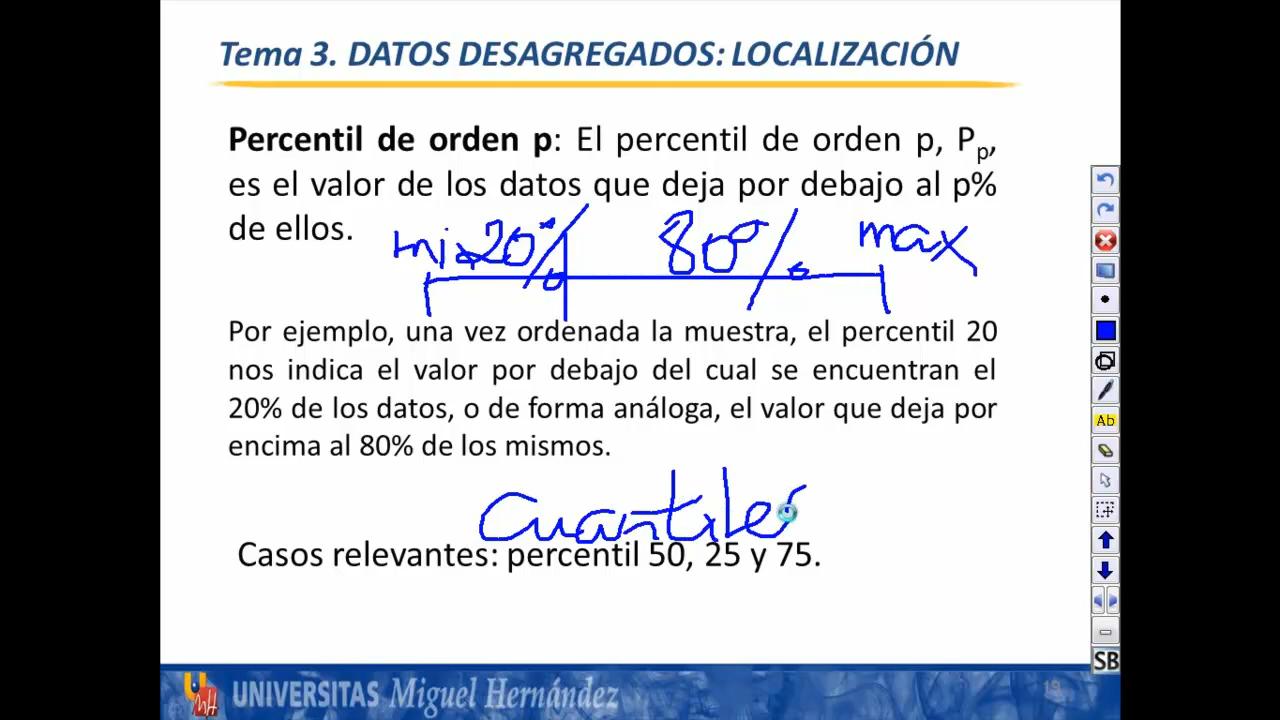 Tema 3. DATOS DESAGREGADOS: LOCALIZACIÓN
Percentil de orden p: El percentil de orden p, Pp,
es el valor de los datos que deja por debajo al p%
de ellos.
min 20% 80% max
Por ejemplo, una vez ordenada la muestra, el percentil 20
nos indica el valor por debajo del cual se encuentran el
20% de los datos, o de forma análoga, el valor que deja por
encima al 80% de los mismos.
Cuantiles
Casos relevantes: percentil 50, 25 y 75.
UNIVERSITAS Miguel Hernández
19
Ab
SB